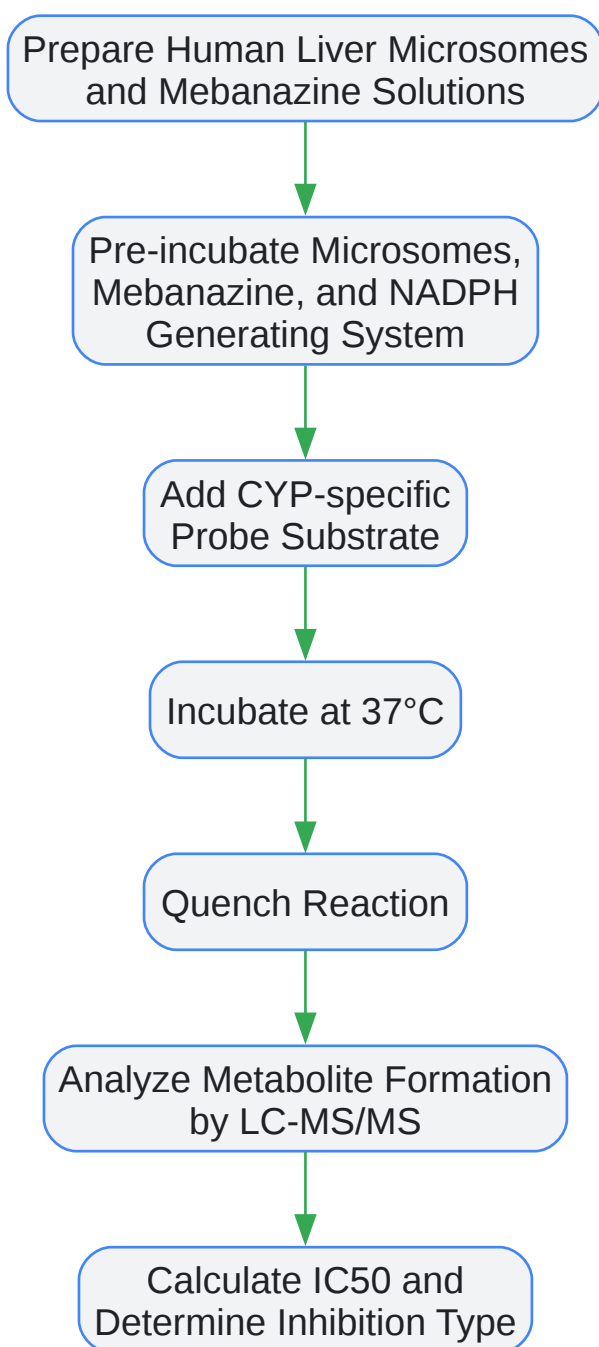 Prepare Human Liver Microsomes
and Mebanazine Solutions
Pre-incubate Microsomes,
Mebanazine, and NADPH
Generating System
Add CYP-specific
Probe Substrate
Incubate at 37°C
Quench Reaction
Analyze Metabolite Formation
by LC-MS/MS
Calculate IC50 and
Determine Inhibition Type